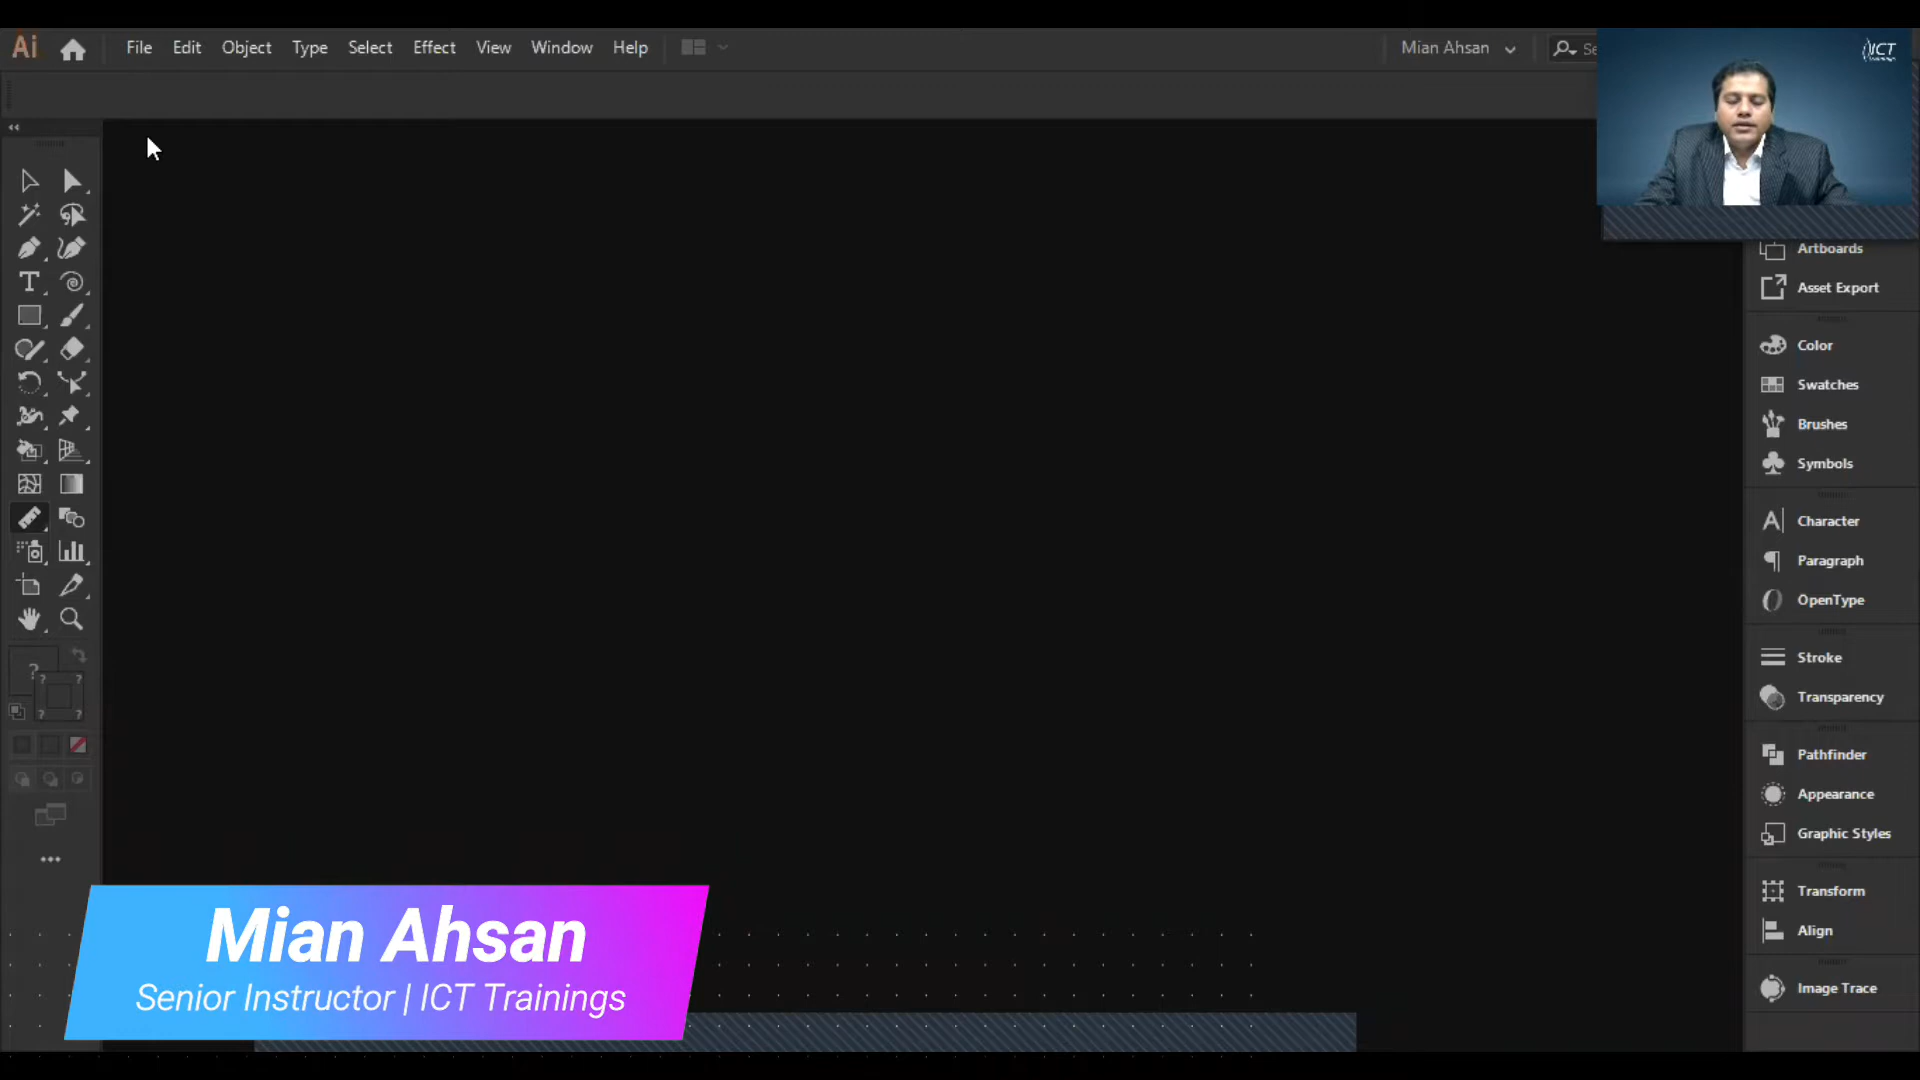 Ai File Edit Object Type Select Effect View Window Help Mian Ahsan Se
ICT
Trainings
Artboards
Asset Export
Color
Swatches
Brushes
Symbols
Character
Paragraph
OpenType
Stroke
Transparency
Pathfinder
Appearance
Graphic Styles
Transform
Align
Image Trace
Mian Ahsan
Senior Instructor | ICT Trainings